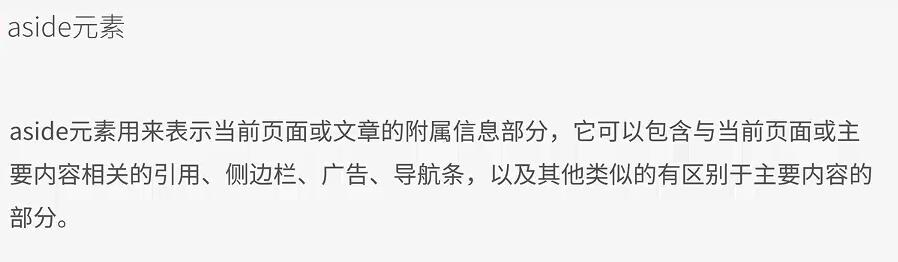 aside元素
aside元素用来表示当前页面或文章的附属信息部分，它可以包含与当前页面或主
要内容相关的引用、侧边栏、广告、导航条，以及其他类似的有区别于主要内容的
部分。